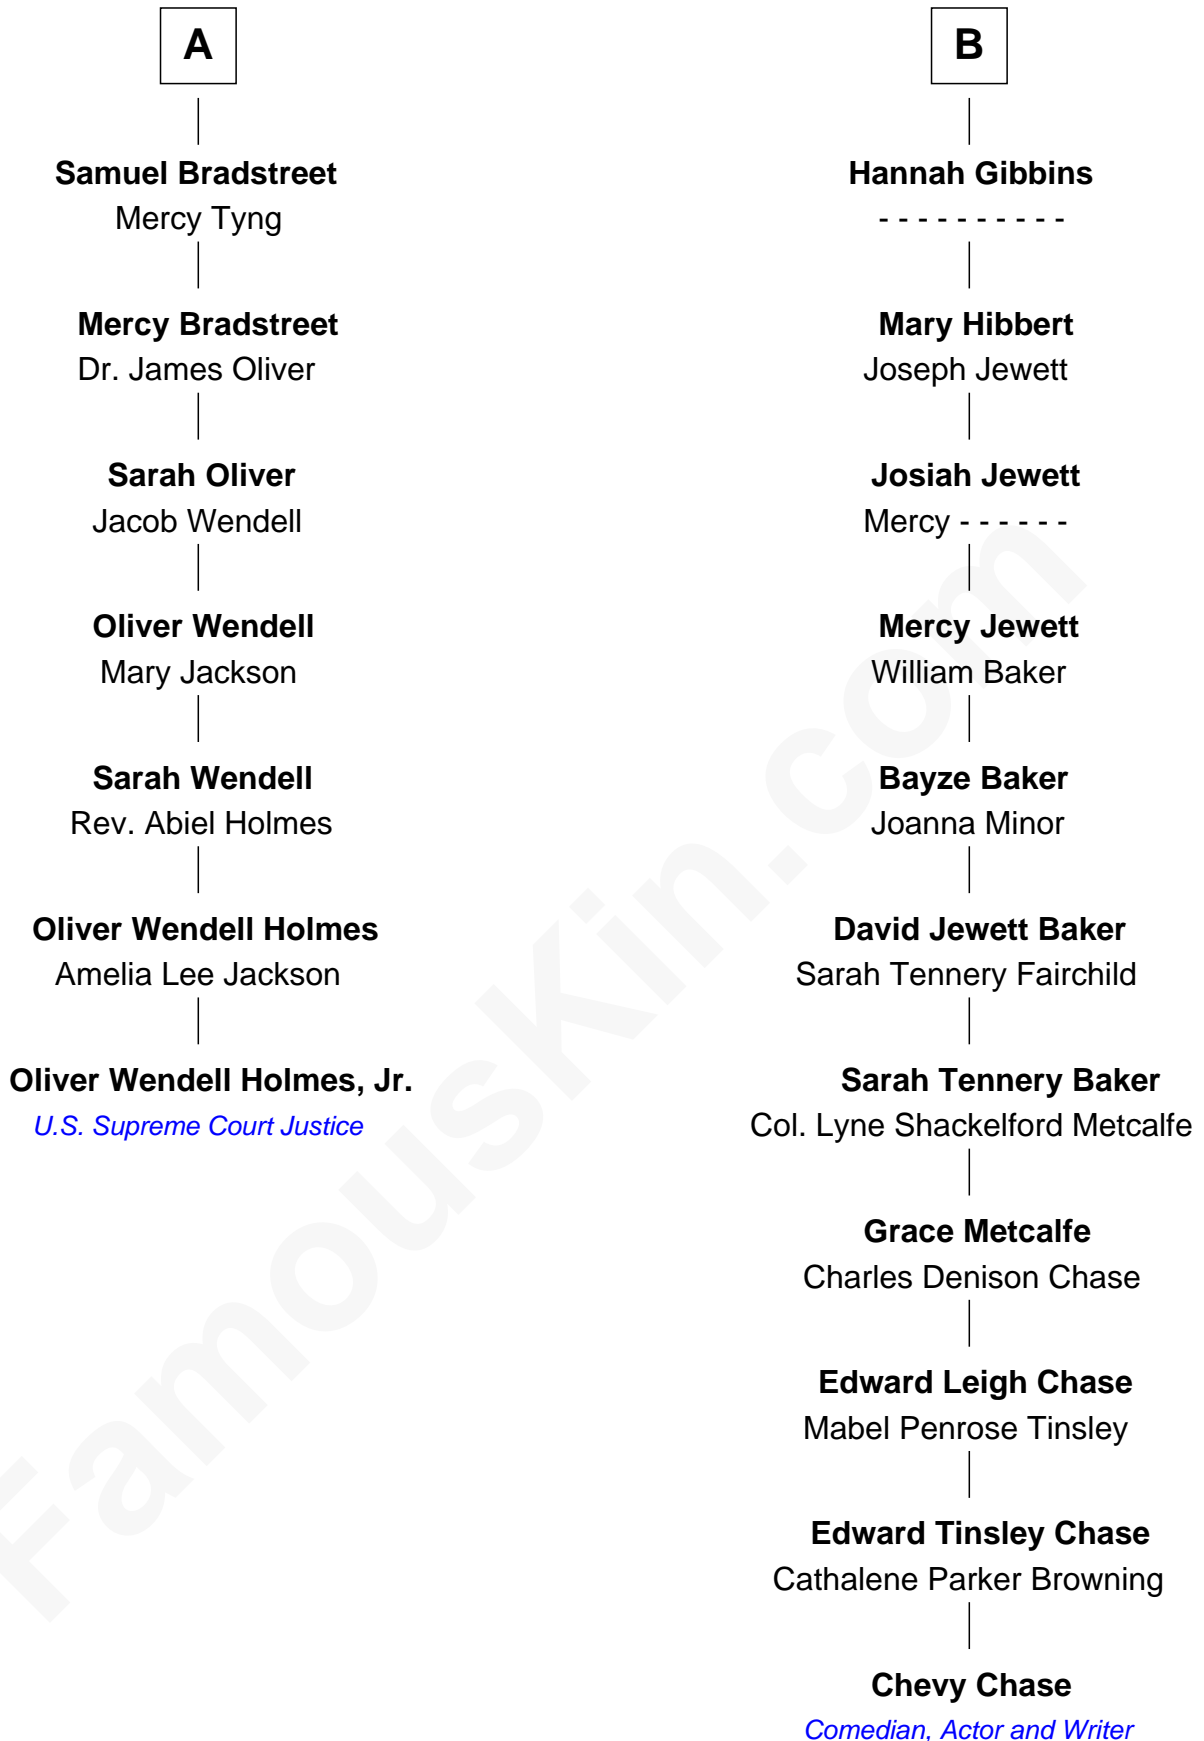 A
Samuel Bradstreet
Mercy Tyng
Mercy Bradstreet
Dr. James Oliver
Sarah Oliver
Jacob Wendell
Oliver Wendell
Mary Jackson
Sarah Wendell
Rev. Abiel Holmes
Oliver Wendell Holmes
Amelia Lee Jackson
Oliver Wendell Holmes, Jr.
U.S. Supreme Court Justice
B
Hannah Gibbins
- - - - - - - - - -
Mary Hibbert
Joseph Jewett
Josiah Jewett
Mercy - - - - - -
Mercy Jewett
William Baker
Bayze Baker
Joanna Minor
David Jewett Baker
Sarah Tennery Fairchild
Sarah Tennery Baker
Col. Lyne Shackelford Metcalfe
Grace Metcalfe
Charles Denison Chase
Edward Leigh Chase
Mabel Penrose Tinsley
Edward Tinsley Chase
Cathalene Parker Browning
Chevy Chase
Comedian, Actor and Writer
FamousKin.com